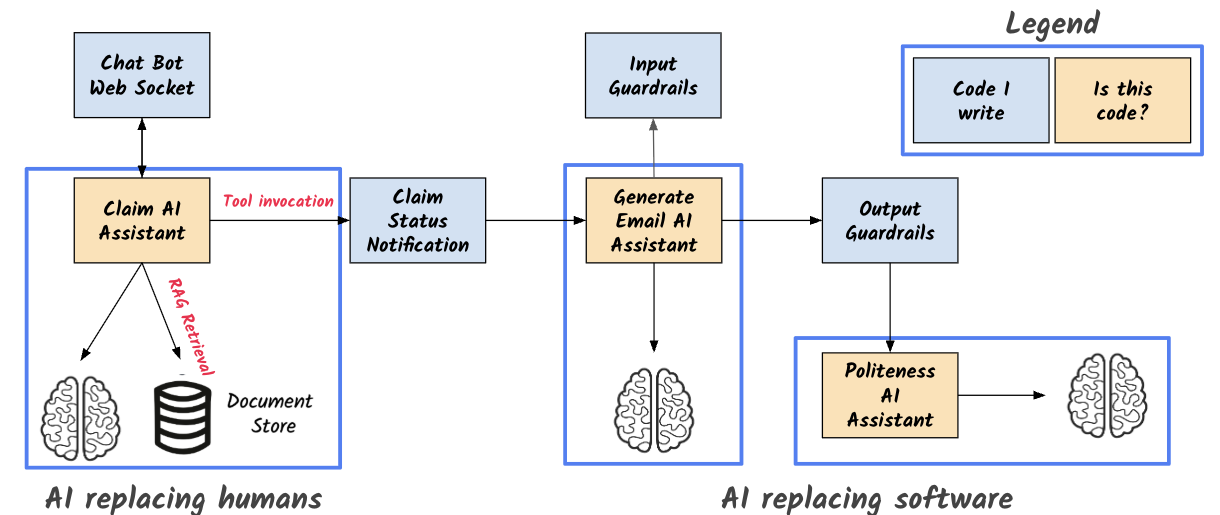 Legend
Chat Bot
Web Socket
Input
Guardrails
Code I
write
Is this
code?
Claim AI
Assistant
Tool invocation
Claim
Status
Notification
Generate
Email AI
Assistant
Output
Guardrails
RAG Retrieval
Document
Store
Politeness
AI
Assistant
AI replacing humans
AI replacing software